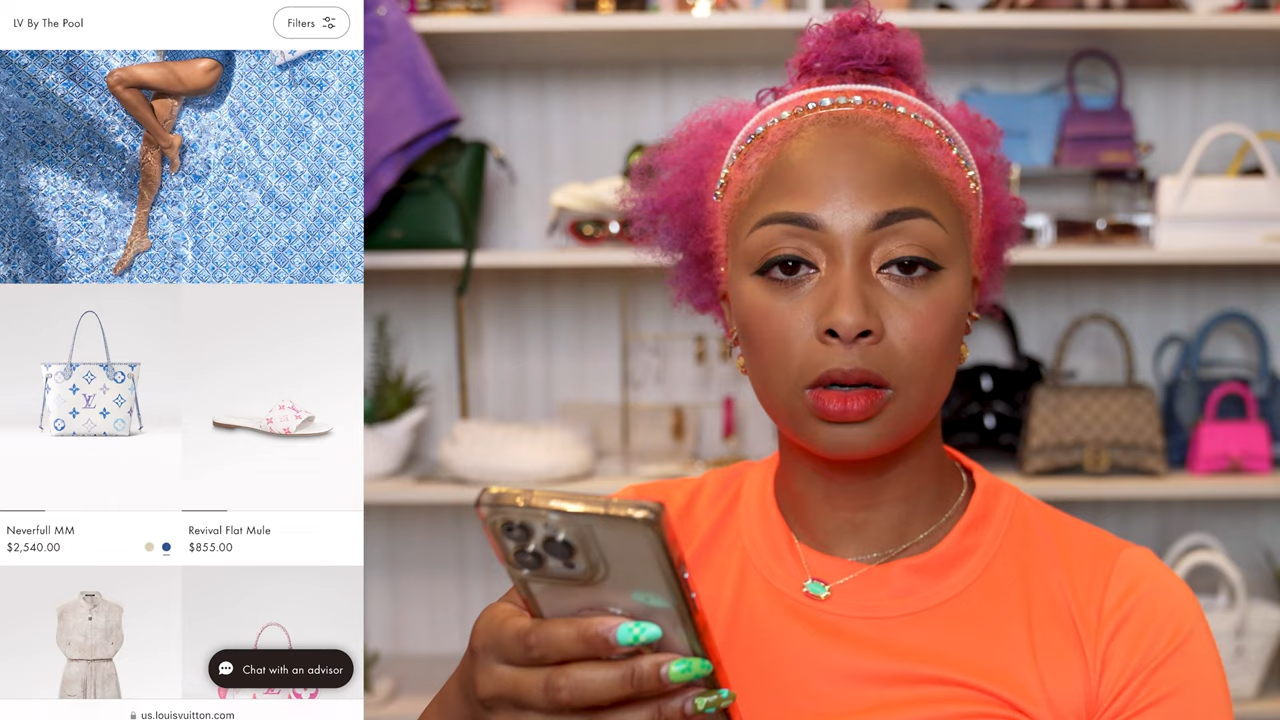 LV By The Pool
Filters
Neverfull MM
$2,540.00
Revival Flat Mule
$855.00
Chat with an advisor
us.louisvuitton.com